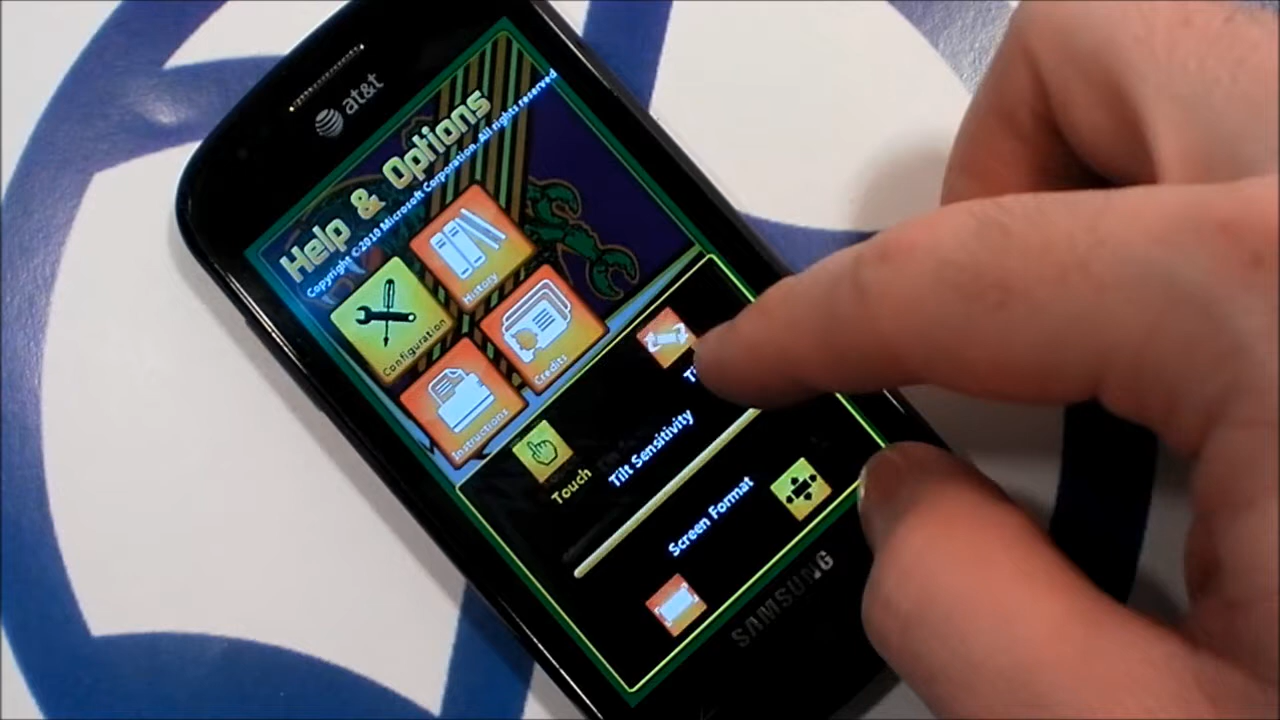 at&t
Help & Options
Copyright ©2010 Microsoft Corporation. All rights reserved
History
Configuration
Credits
Instructions
Touch
Tilt Sensitivity
Screen Format
SAMSUNG